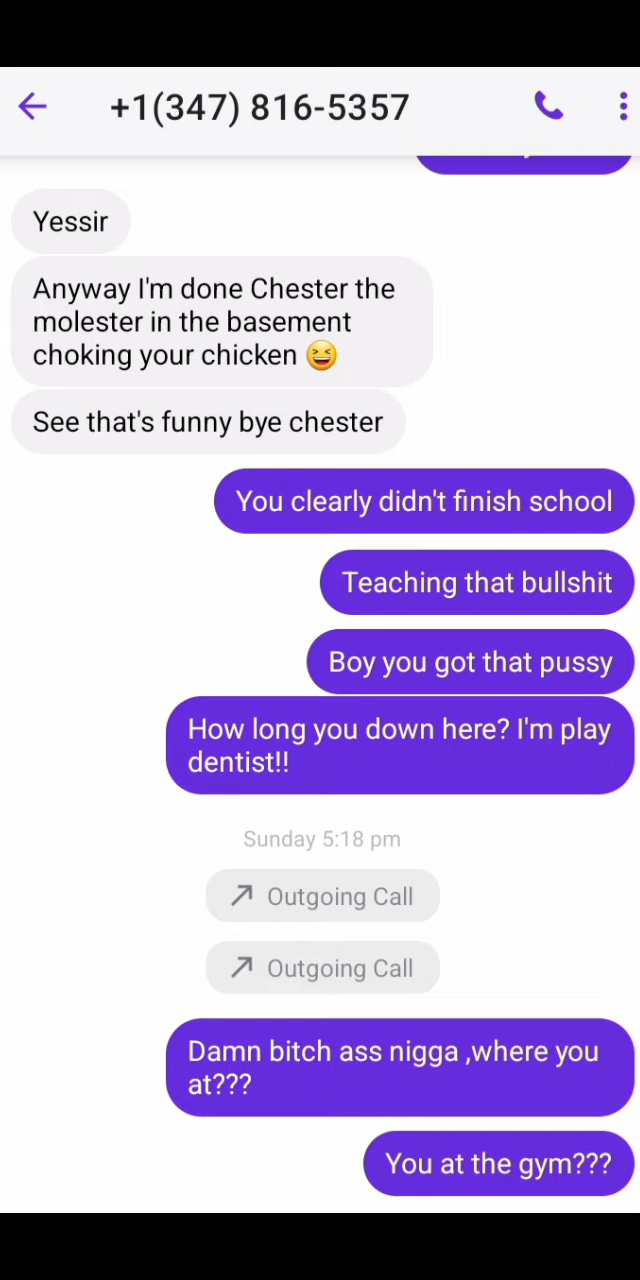 +1(347) 816-5357
Yessir
Anyway I'm done Chester the
molester in the basement
choking your chicken 😆
See that's funny bye chester
You clearly didn't finish school
Teaching that bullshit
Boy you got that pussy
How long you down here? I'm play
dentist!!
Sunday 5:18 pm
Outgoing Call
Outgoing Call
Damn bitch ass nigga ,where you
at???
You at the gym???